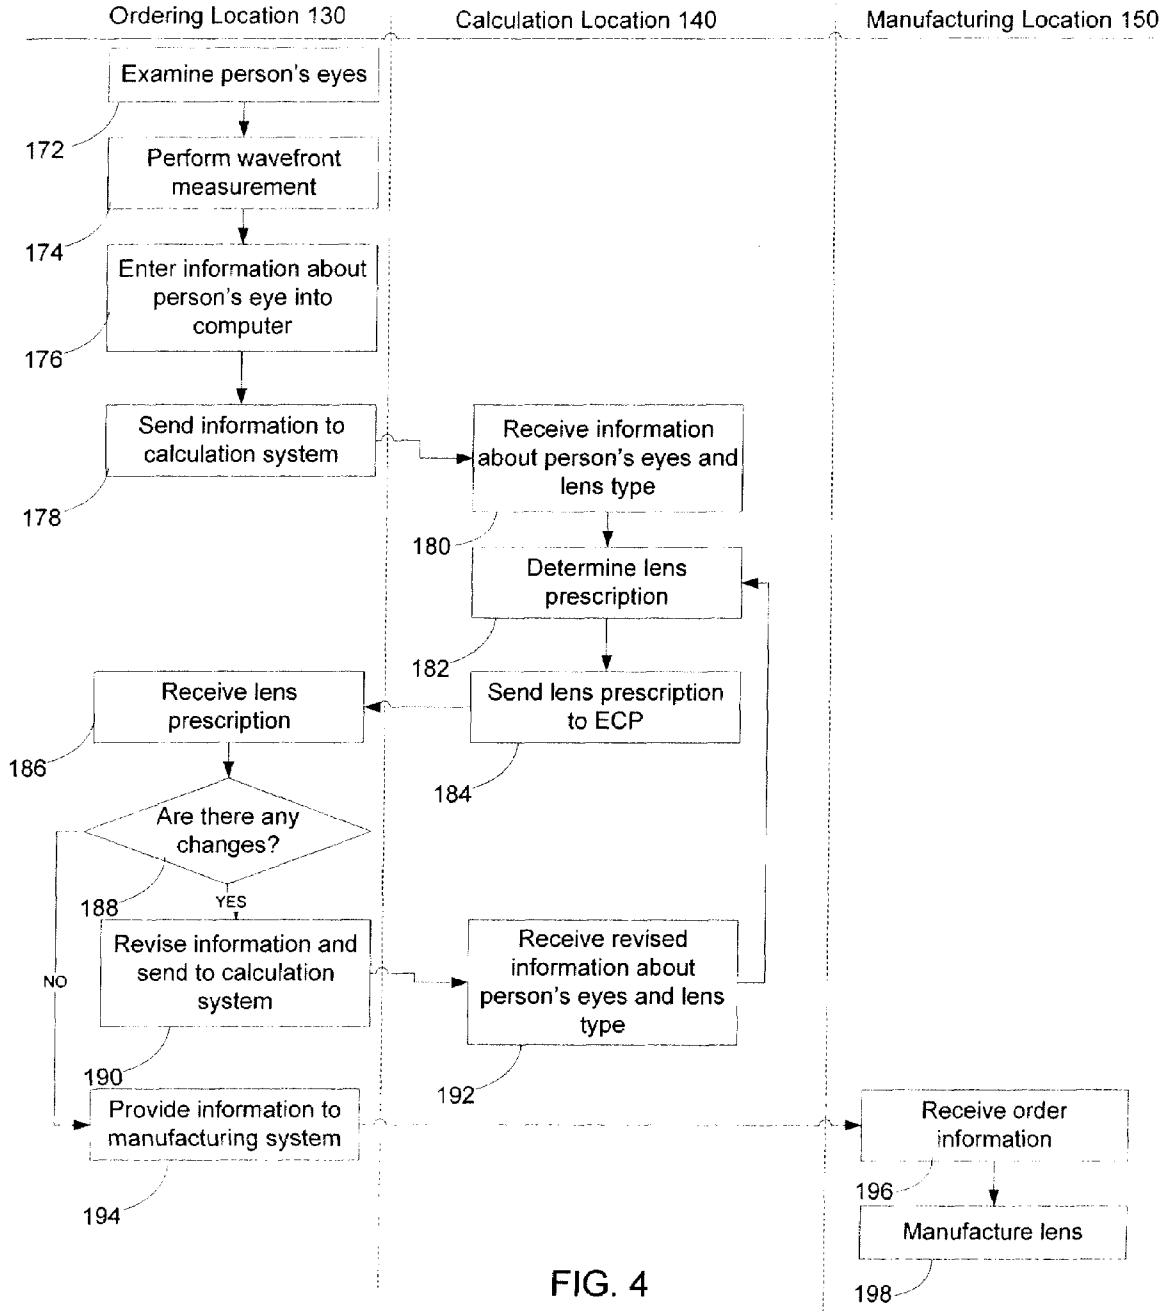 Ordering Location 130
Calculation Location 140
Manufacturing Location 150
Examine person's eyes
172
Perform wavefront
measurement
174
Enter information about
person's eye into
computer
176
Send information to
calculation system
178
Receive information
about person's eyes and
lens type
180
Determine lens
prescription
182
Send lens prescription
to ECP
184
Receive lens
prescription
186
Are there any
changes?
188
YES
NO
Revise information and
send to calculation
system
190
Receive revised
information about
person's eyes and lens
type
192
Provide information to
manufacturing system
194
Receive order
information
196
Manufacture lens
198
FIG. 4